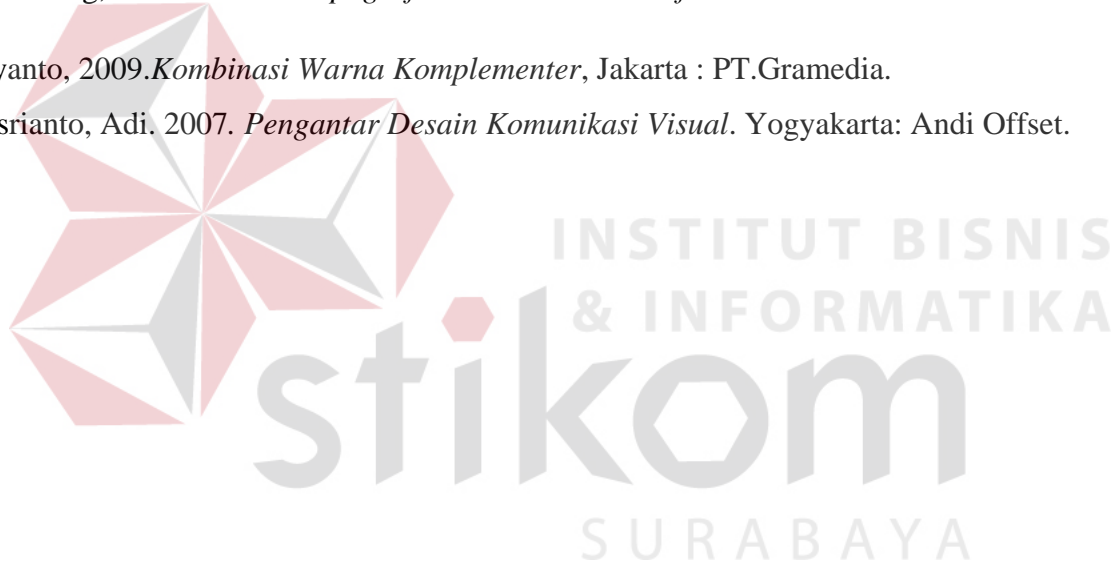 yanto, 2009.Kombinasi Warna Komplementer, Jakarta : PT.Gramedia.
srianto, Adi. 2007. Pengantar Desain Komunikasi Visual. Yogyakarta: Andi Offset.
INSTITUT BISNIS
& INFORMATIKA
stikom
SURABAYA